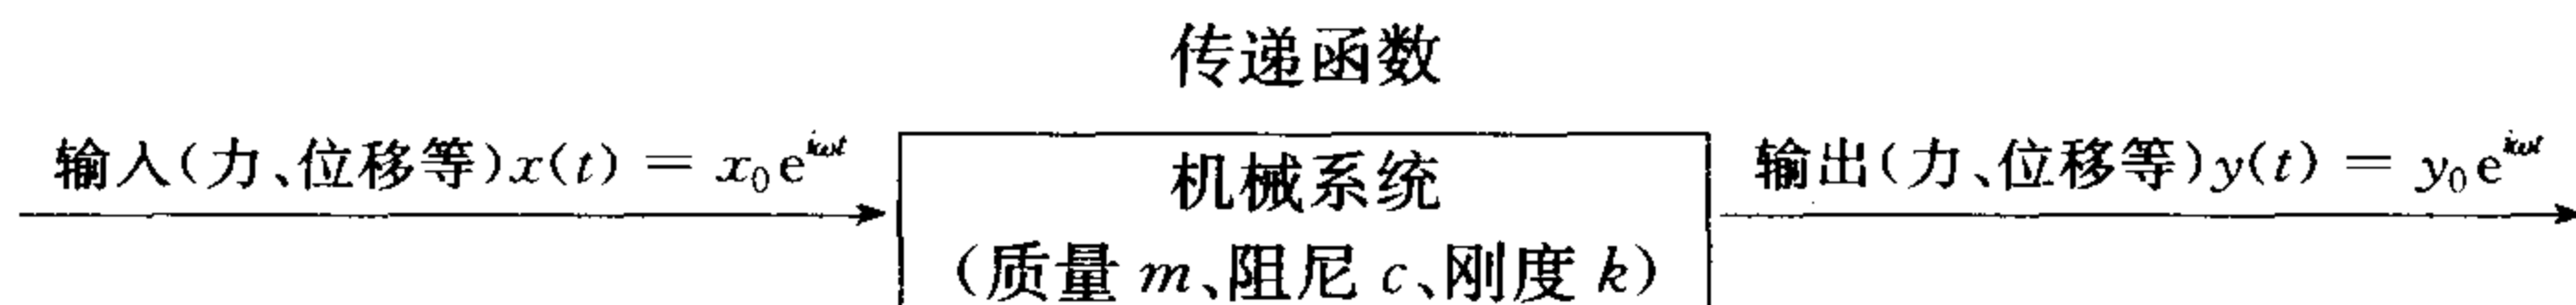 传递函数
输入(力、位移等)x(t) = x₀e^{iωt}
机械系统
(质量 m、阻尼 c、刚度 k)
输出(力、位移等)y(t) = y₀e^{iωt}